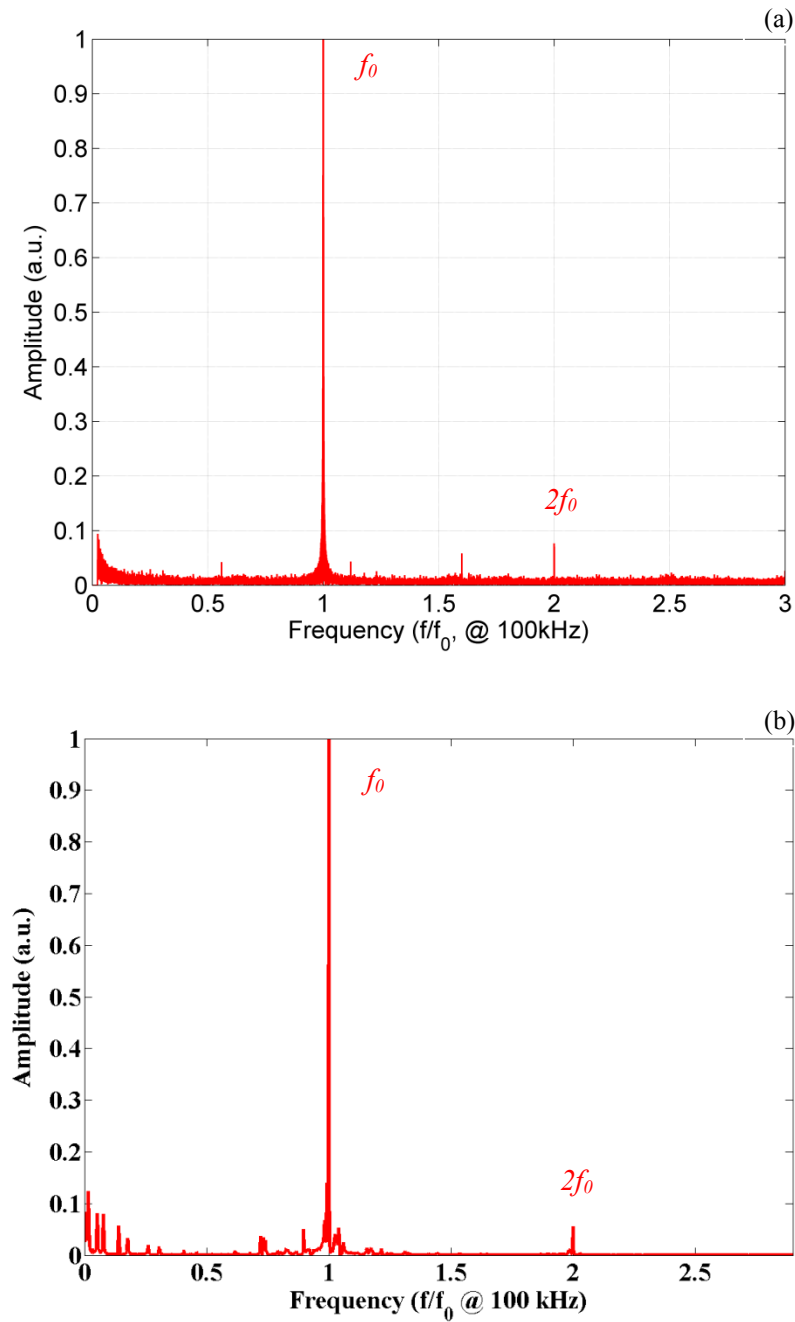 (a)
1
0.9
0.8
0.7
0.6
0.5
0.4
0.3
0.2
0.1
0
Amplitude (a.u.)
f0
2f0
0 0.5 1 1.5 2 2.5 3
Frequency (f/f0, @ 100kHz)
(b)
1
0.9
0.8
0.7
0.6
0.5
0.4
0.3
0.2
0.1
0
Amplitude (a.u.)
f0
2f0
0 0.5 1 1.5 2 2.5
Frequency (f/f0 @ 100 kHz)